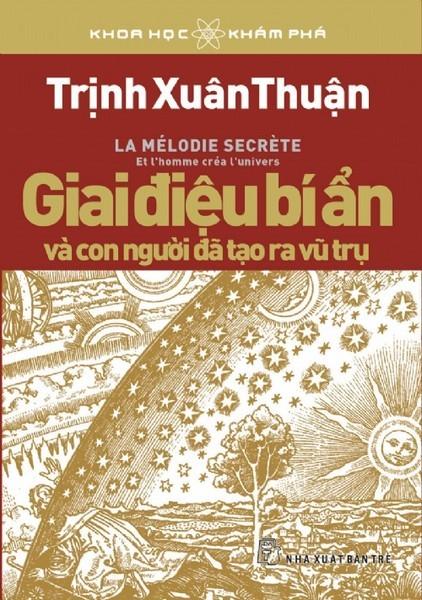 KHOA HỌC KHÁM PHÁ
Trịnh Xuân Thuận
LA MÉLODIE SECRÈTE
Et l'homme créa l'univers
Giai điệu bí ẩn
và con người đã tạo ra vũ trụ
NHÀ XUẤT BẢN TRẺ